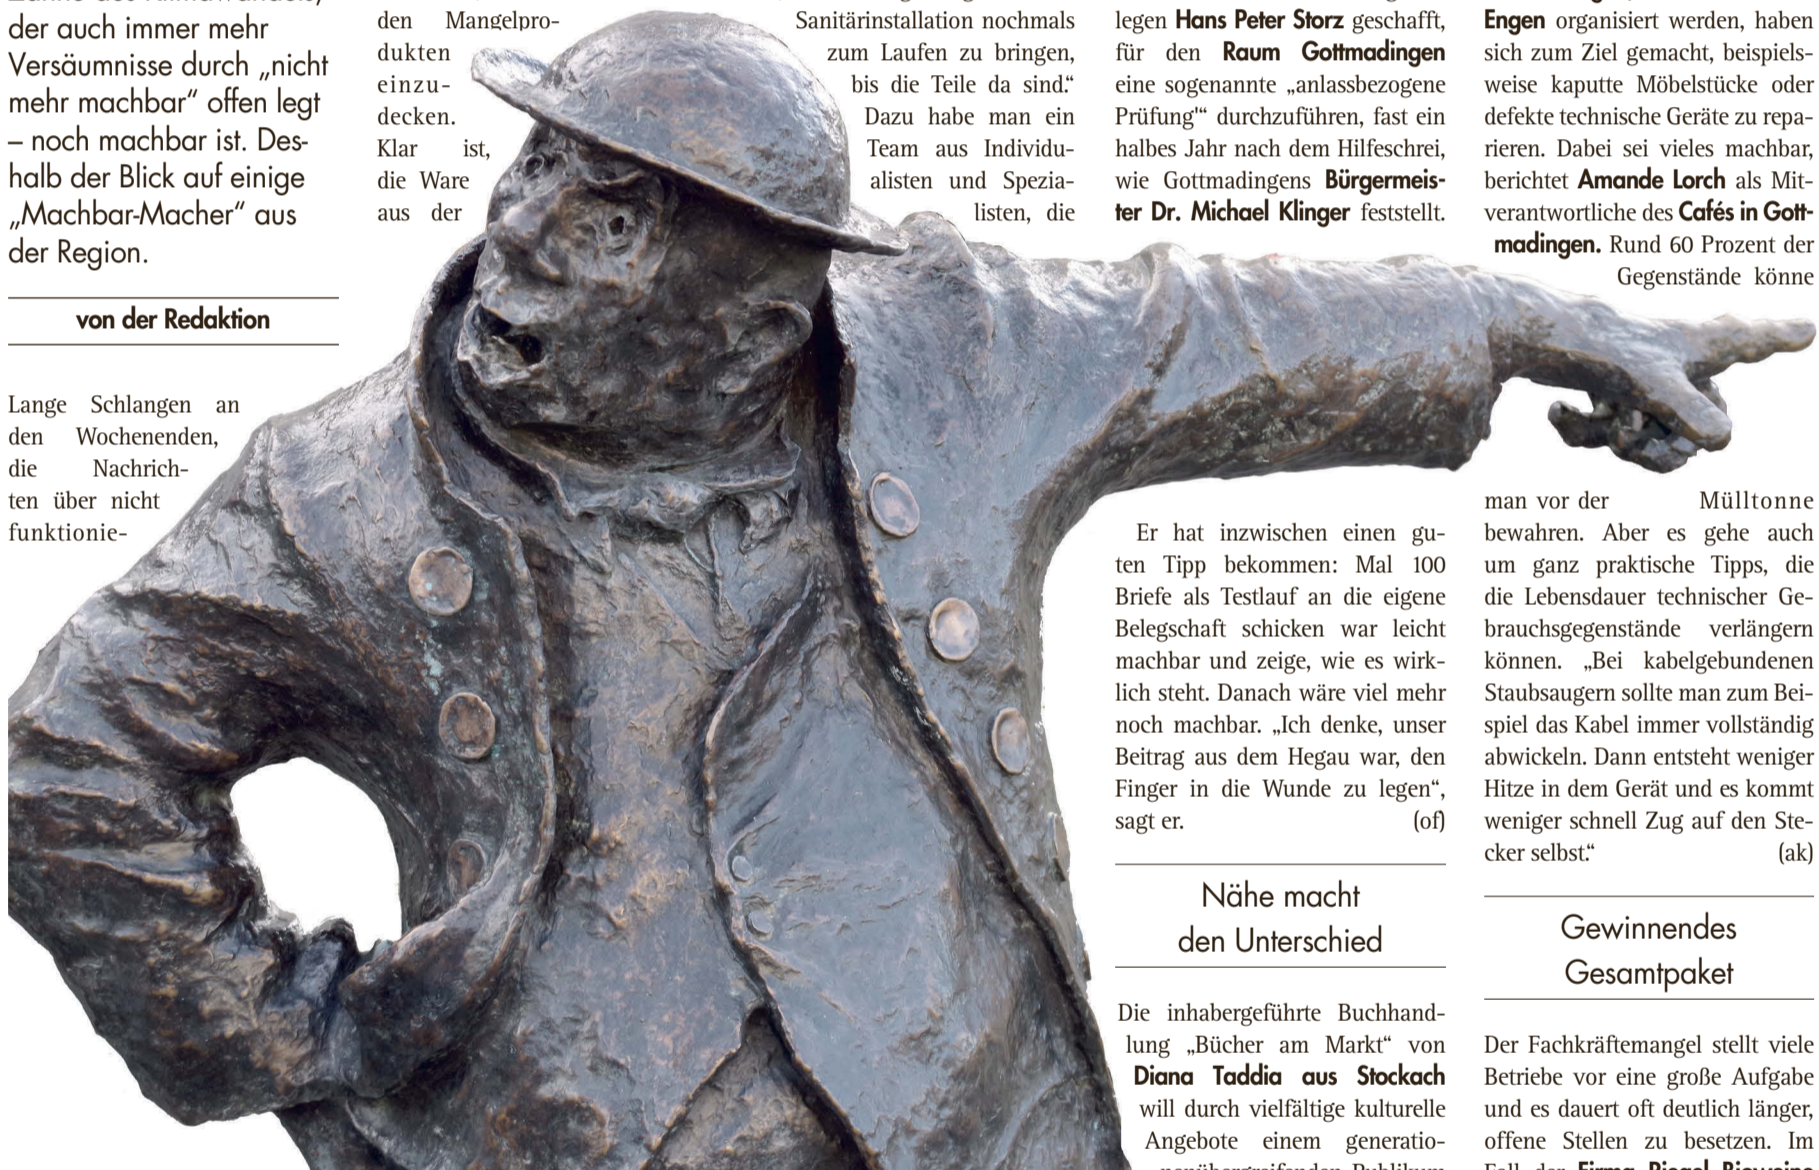 der auch immer mehr
Versäumnisse durch „nicht
mehr machbar“ offen legt
– noch machbar ist. Des-
halb der Blick auf einige
„Machbar-Macher“ aus
der Region.
von der Redaktion
Lange Schlangen an
den Wochenenden,
die Nachrich-
ten über nicht
funktionie-
den Mangelpro-
dukten
einzu-
decken.
Klar ist,
die Ware
aus der
Sanitärinstallation nochmals
zum Laufen zu bringen,
bis die Teile da sind.“
Dazu habe man ein
Team aus Individu-
alisten und Spezia-
listen, die
legen Hans Peter Storz geschafft,
für den Raum Gottmadingen
eine sogenannte „anlassbezogene
Prüfung“" durchzuführen, fast ein
halbes Jahr nach dem Hilfeschrei,
wie Gottmadingens Bürgermeis-
ter Dr. Michael Klinger feststellt.
Er hat inzwischen einen gu-
ten Tipp bekommen: Mal 100
Briefe als Testlauf an die eigene
Belegschaft schicken war leicht
machbar und zeige, wie es wirk-
lich steht. Danach wäre viel mehr
noch machbar. „Ich denke, unser
Beitrag aus dem Hegau war, den
Finger in die Wunde zu legen“,
sagt er. (of)
Nähe macht
den Unterschied
Die inhabergeführte Buchhand-
lung „Bücher am Markt“ von
Diana Taddia aus Stockach
will durch vielfältige kulturelle
Angebote einem generatio-
nenübergreifenden Publikum
Engen organisiert werden, haben
sich zum Ziel gemacht, beispiels-
weise kaputte Möbelstücke oder
defekte technische Geräte zu repa-
rieren. Dabei sei vieles machbar,
berichtet Amande Lorch als Mit-
verantwortliche des Cafés in Gott-
madingen. Rund 60 Prozent der
Gegenstände könne
man vor der Mülltonne
bewahren. Aber es gehe auch
um ganz praktische Tipps, die
die Lebensdauer technischer Ge-
brauchsgegenstände verlängern
können. „Bei kabelgebundenen
Staubsaugern sollte man zum Bei-
spiel das Kabel immer vollständig
abwickeln. Dann entsteht weniger
Hitze in dem Gerät und es kommt
weniger schnell Zug auf den Ste-
cker selbst.“ (ak)
Gewinnendes
Gesamtpaket
Der Fachkräftemangel stellt viele
Betriebe vor eine große Aufgabe
und es dauert oft deutlich länger,
offene Stellen zu besetzen. Im
Fall der Firma Riegel Bioweine